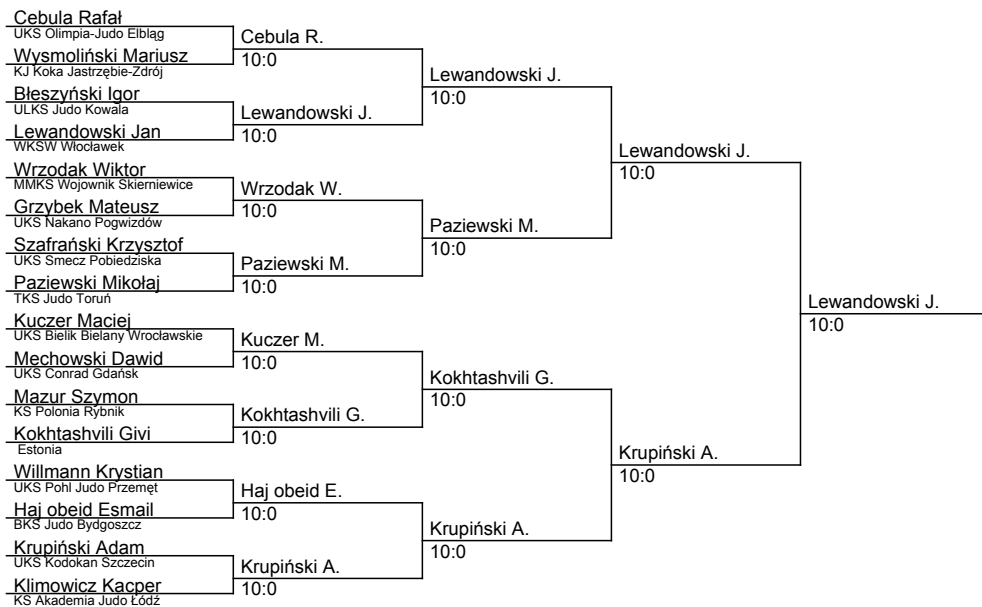 Cebula Rafał
UKS Olimpia-Judo Elbląg
Wysmoliński Mariusz
KJ Koka Jastrzębie-Zdrój
Błeszyński Igor
ULKS Judo Kowala
Lewandowski Jan
WKSW Włocławek
Wrzodak Wiktor
MMKS Wojownik Skierniewice
Grzybek Mateusz
UKS Nakano Pogwizdów
Szafrański Krzysztof
UKS Smecz Pobiedziska
Paziewski Mikołaj
TKS Judo Toruń
Kuczer Maciej
UKS Bielik Bielany Wrocławskie
Mechowski Dawid
UKS Conrad Gdańsk
Mazur Szymon
KS Polonia Rybnik
Kokhtashvili Givi
Estonia
Willmann Krystian
UKS Pohl Judo Przemęt
Haj obeid Esmail
BKS Judo Bydgoszcz
Krupiński Adam
UKS Kodokan Szczecin
Klimowicz Kacper
KS Akademia Judo Łódź
Cebula R.
10:0
Lewandowski J.
10:0
Wrzodak W.
10:0
Paziewski M.
10:0
Kuczer M.
10:0
Kokhtashvili G.
10:0
Haj obeid E.
10:0
Krupiński A.
10:0
Lewandowski J.
10:0
Paziewski M.
10:0
Kokhtashvili G.
10:0
Krupiński A.
10:0
Lewandowski J.
10:0
Krupiński A.
10:0
Lewandowski J.
10:0